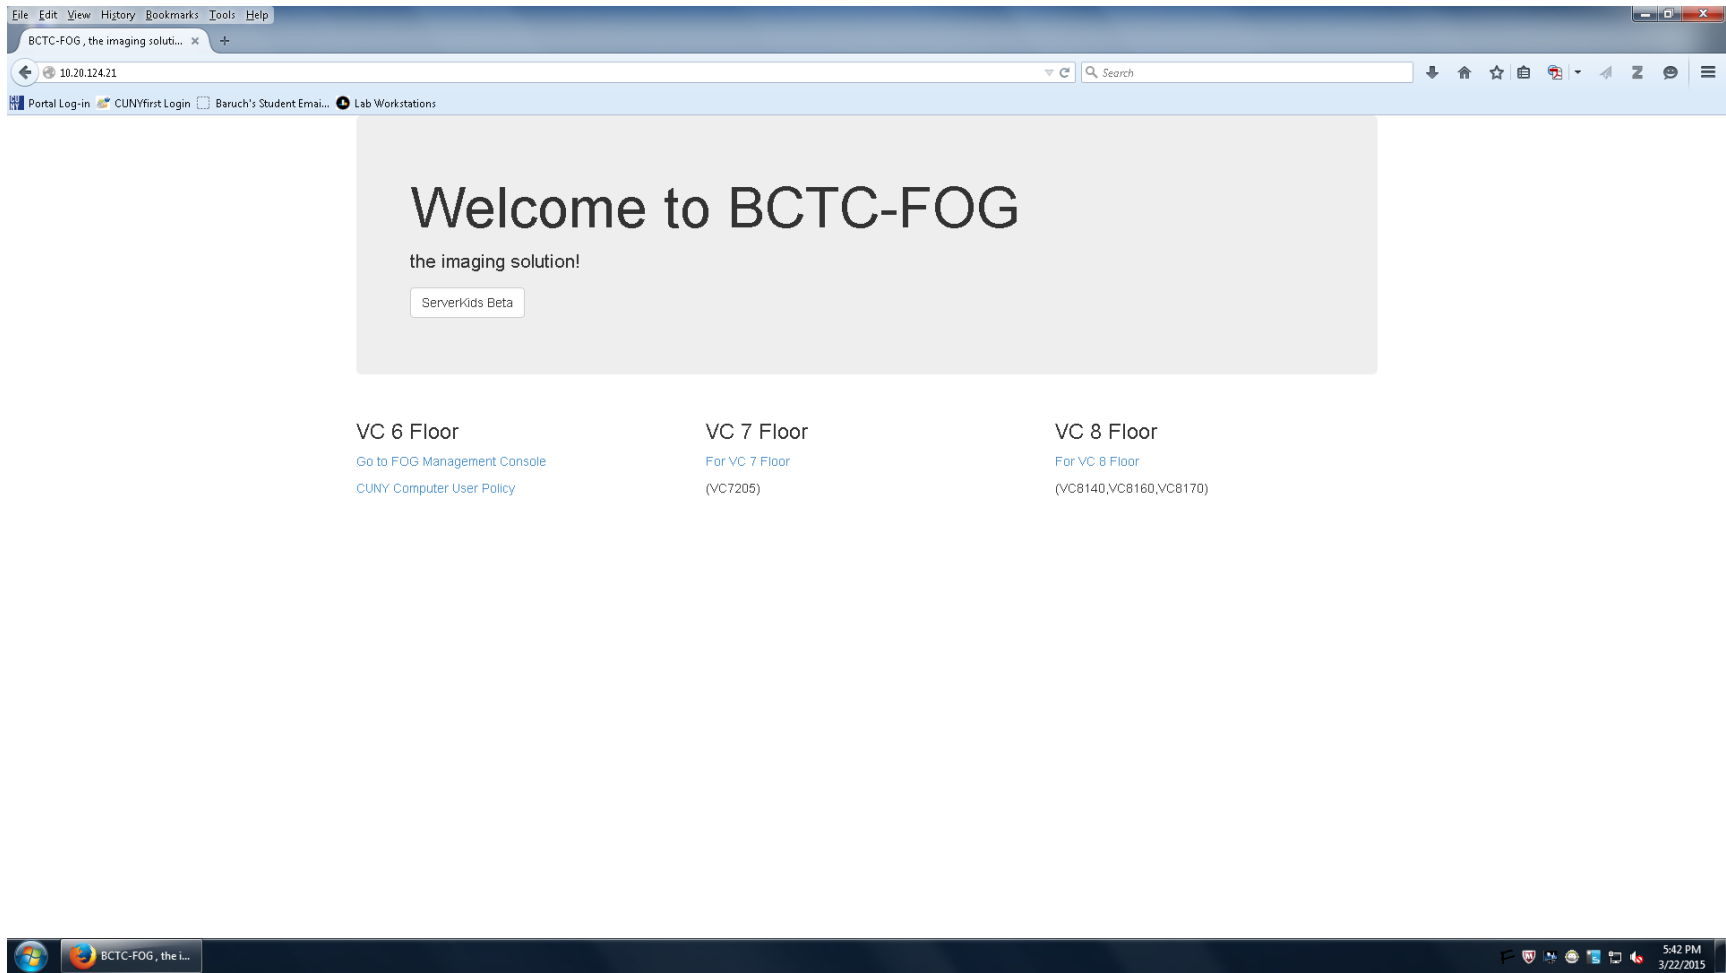 File Edit View History Bookmarks Tools Help
BCTC-FOG , the imaging soluti...
10.20.124.21
Search
Portal Log-in CUNYfirst Login Baruch's Student Emai... Lab Workstations
Welcome to BCTC-FOG
the imaging solution!
ServerKids Beta
VC 6 Floor
Go to FOG Management Console
CUNY Computer User Policy
VC 7 Floor
For VC 7 Floor
(VC7205)
VC 8 Floor
For VC 8 Floor
(VC8140,VC8160,VC8170)
BCTC-FOG , the i...
5:42 PM
3/22/2015